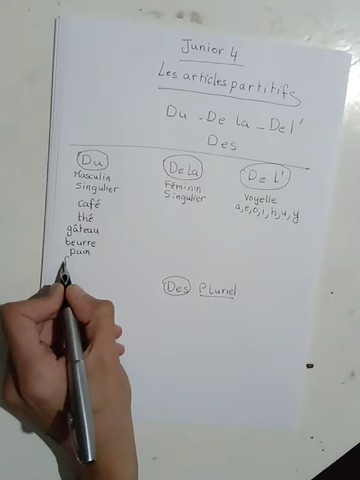 Junior 4
Les articles partitifs
Du - De la - De l'
Des
Du
Masculin
singulier
café
thé
gâteau
beurre
pain
De la
Féminin
Singulier
De l'
voyelle
a, e, o, i, h, u, y
Des Pluriel